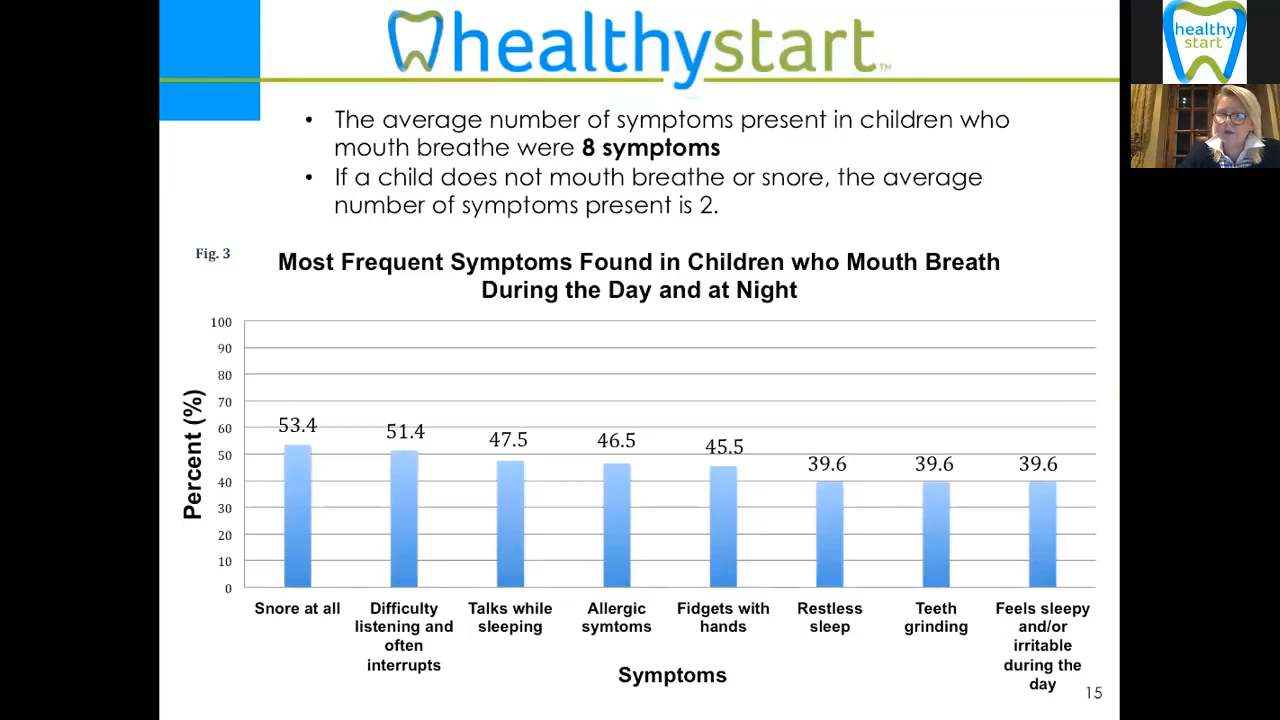 healthystart™
healthy
start
• The average number of symptoms present in children who
mouth breathe were 8 symptoms
• If a child does not mouth breathe or snore, the average
number of symptoms present is 2.
Fig. 3
Most Frequent Symptoms Found in Children who Mouth Breath
During the Day and at Night
Percent (%)
100
90
80
70
60
50
40
30
20
10
0
53.4
51.4
47.5
46.5
45.5
39.6
39.6
39.6
Snore at all
Difficulty
listening and
often
interrupts
Talks while
sleeping
Allergic
symtoms
Fidgets with
hands
Restless
sleep
Teeth
grinding
Feels sleepy
and/or
irritable
during the
day
Symptoms
15